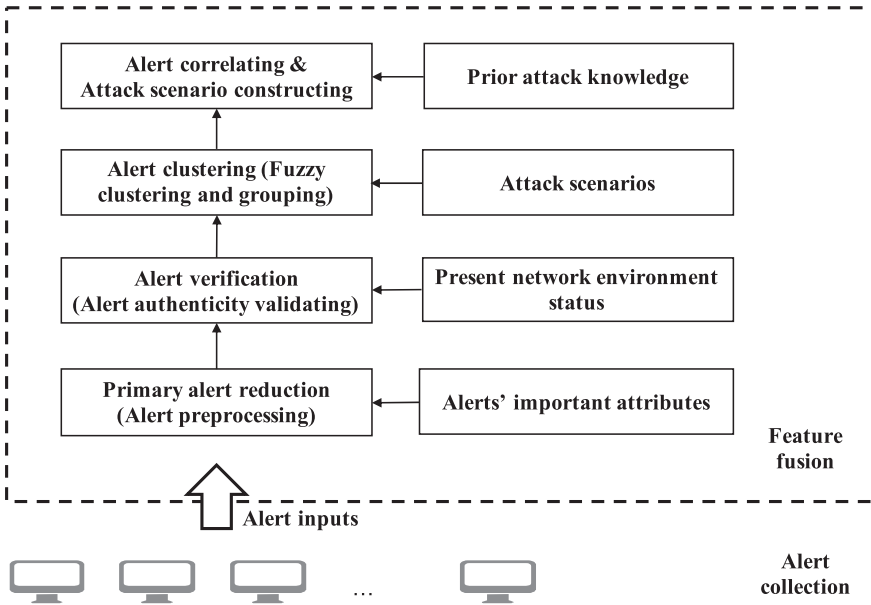 Alert correlating &
Attack scenario constructing
Prior attack knowledge
Alert clustering (Fuzzy
clustering and grouping)
Attack scenarios
Alert verification
(Alert authenticity validating)
Present network environment
status
Primary alert reduction
(Alert preprocessing)
Alerts’ important attributes
Feature
fusion
Alert inputs
Alert
collection
...